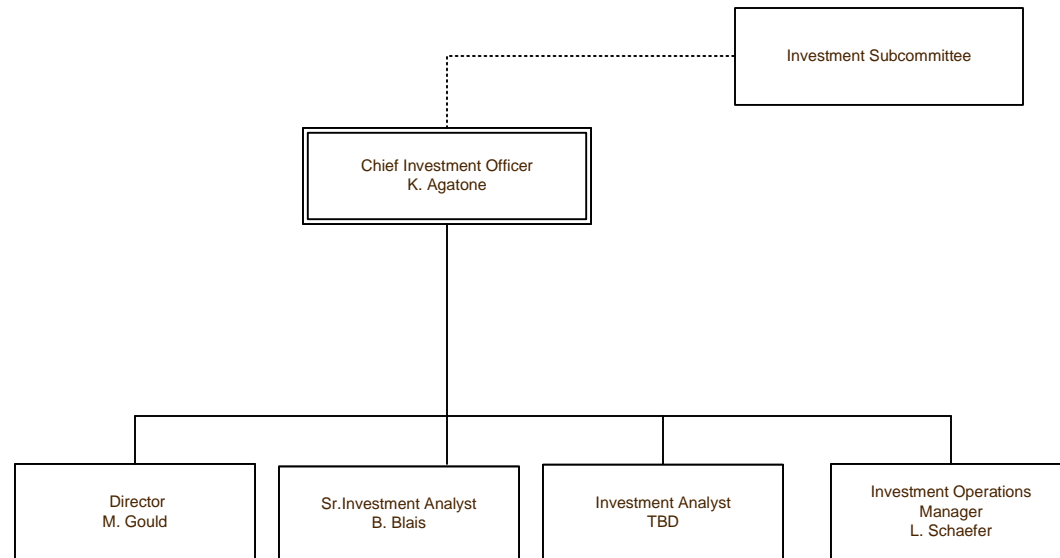 Investment Subcommittee
Chief Investment Officer
K. Agatone
Director
M. Gould
Sr.Investment Analyst
B. Blais
Investment Analyst
TBD
Investment Operations
Manager
L. Schaefer